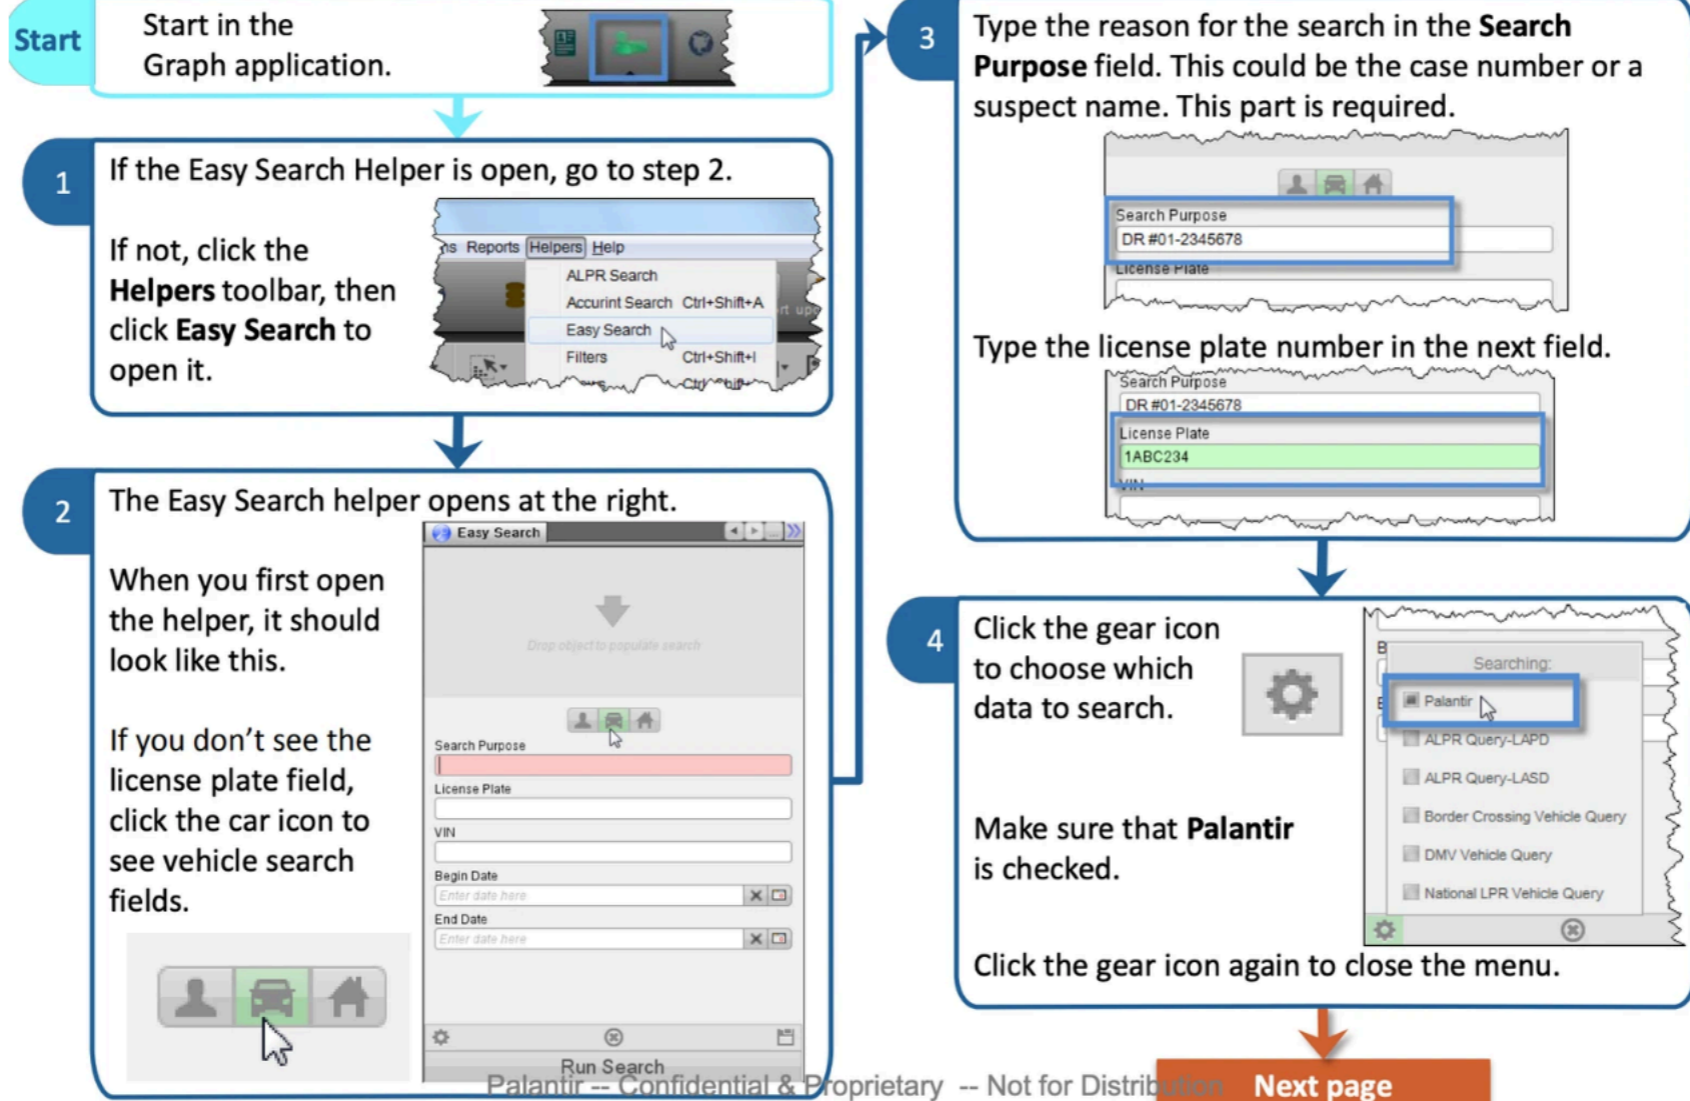 Start
Start in the
Graph application.
1
If the Easy Search Helper is open, go to step 2.
If not, click the
Helpers toolbar, then
click Easy Search to
open it.
Reports Helpers Help
ALPR Search
Accurint Search Ctrl+Shift+A
Easy Search
Filters Ctrl+Shift+I
2
The Easy Search helper opens at the right.
When you first open
the helper, it should
look like this.
If you don’t see the
license plate field,
click the car icon to
see vehicle search
fields.
Easy Search
Drop object to populate search
Search Purpose
License Plate
VIN
Begin Date
Enter date here
End Date
Enter date here
Run Search
3
Type the reason for the search in the Search
Purpose field. This could be the case number or a
suspect name. This part is required.
Search Purpose
DR #01-2345678
License Plate
Type the license plate number in the next field.
Search Purpose
DR #01-2345678
License Plate
1ABC234
VIN
4
Click the gear icon
to choose which
data to search.
Make sure that Palantir
is checked.
Searching:
Palantir
ALPR Query-LAPD
ALPR Query-LASD
Border Crossing Vehicle Query
DMV Vehicle Query
National LPR Vehicle Query
Click the gear icon again to close the menu.
Palantir -- Confidential & Proprietary -- Not for Distribution
Next page